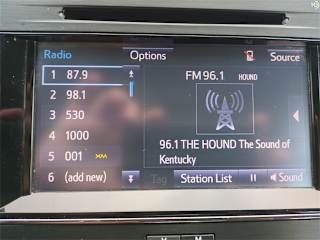 Radio
Options
Source
1 87.9
2 98.1
3 530
4 1000
5 001 XM
6 (add new)
FM 96.1 HOUND
96.1 THE HOUND The Sound of
Kentucky
Tag
Station List
Sound